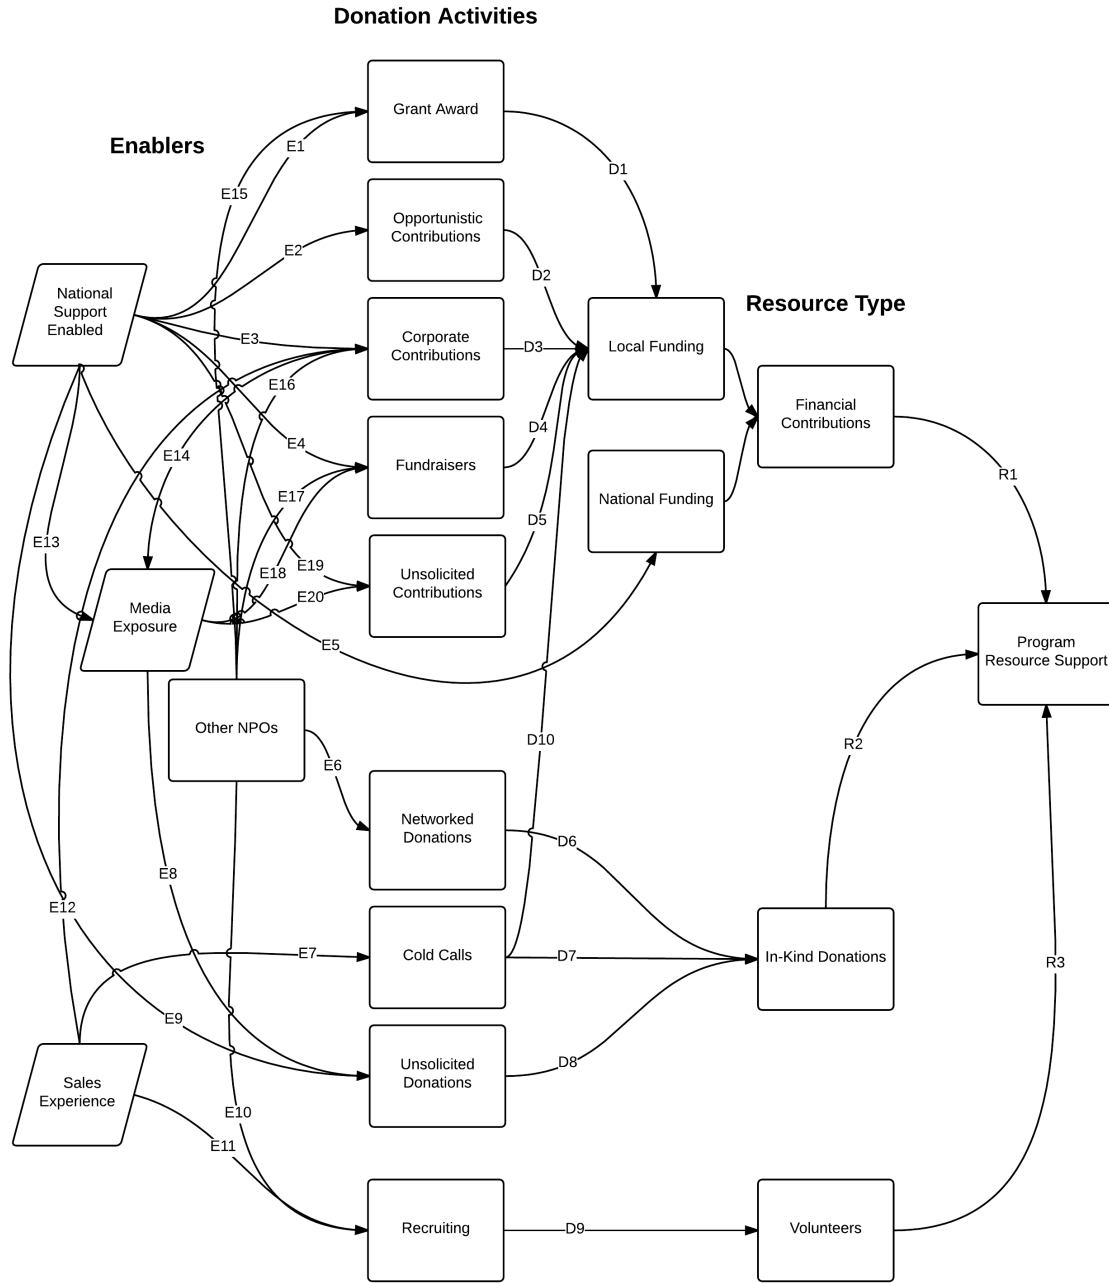 Donation Activities
Enablers
Resource Type
Grant Award
Opportunistic
Contributions
Corporate
Contributions
Fundraisers
Unsolicited
Contributions
National
Support
Enabled
Media
Exposure
Other NPOs
Sales
Experience
Networked
Donations
Cold Calls
Unsolicited
Donations
Recruiting
Local Funding
National Funding
Financial
Contributions
In-Kind Donations
Volunteers
Program
Resource Support
E1
E15
E2
E3
E16
E4
E14
E17
E13
E18
E19
E20
E5
E6
E8
E12
E7
E9
E10
E11
D1
D2
D3
D4
D5
D10
D6
D7
D8
D9
R1
R2
R3